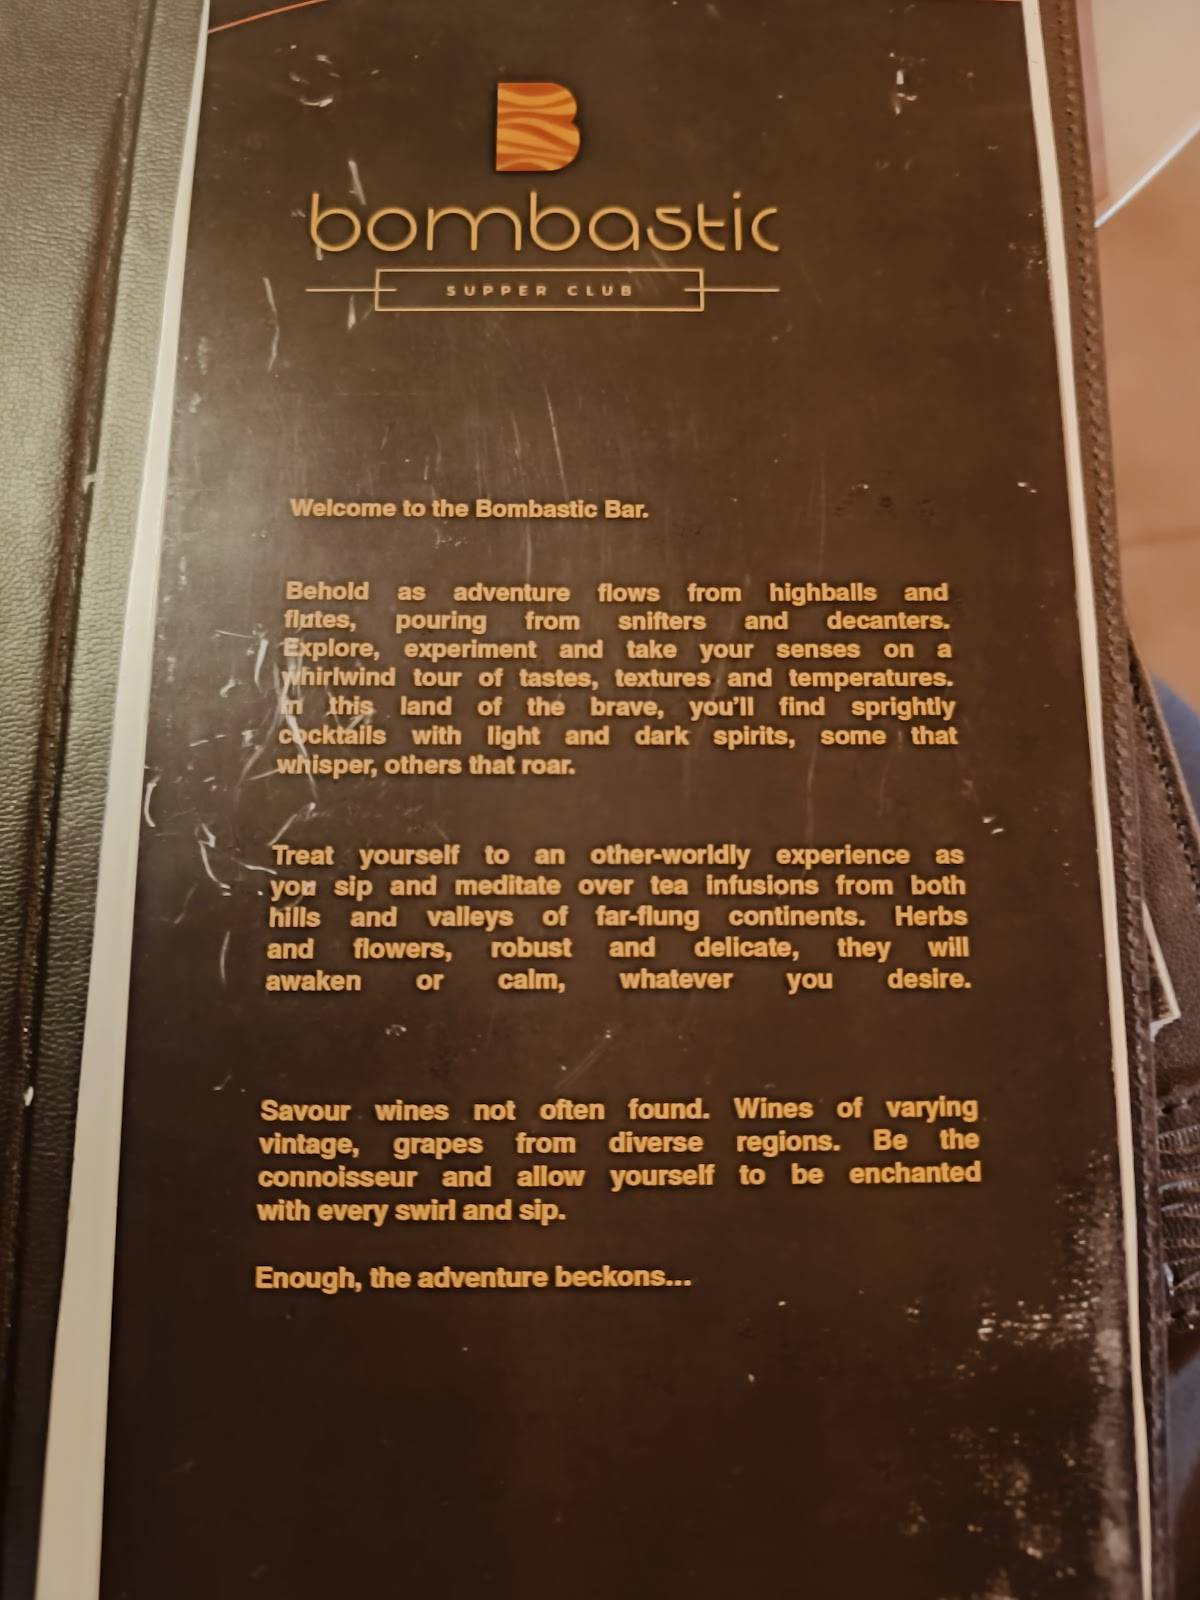 B
bombastic
SUPPER CLUB
Welcome to the Bombastic Bar.
Behold as adventure flows from highballs and
flutes, pouring from snifters and decanters.
Explore, experiment and take your senses on a
whirlwind tour of tastes, textures and temperatures.
In this land of the brave, you'll find sprightly
cocktails with light and dark spirits, some that
whisper, others that roar.
Treat yourself to an other-worldly experience as
you sip and meditate over tea infusions from both
hills and valleys of far-flung continents. Herbs
and flowers, robust and delicate, they will
awaken or calm, whatever you desire.
Savour wines not often found. Wines of varying
vintage, grapes from diverse regions. Be the
connoisseur and allow yourself to be enchanted
with every swirl and sip.
Enough, the adventure beckons...